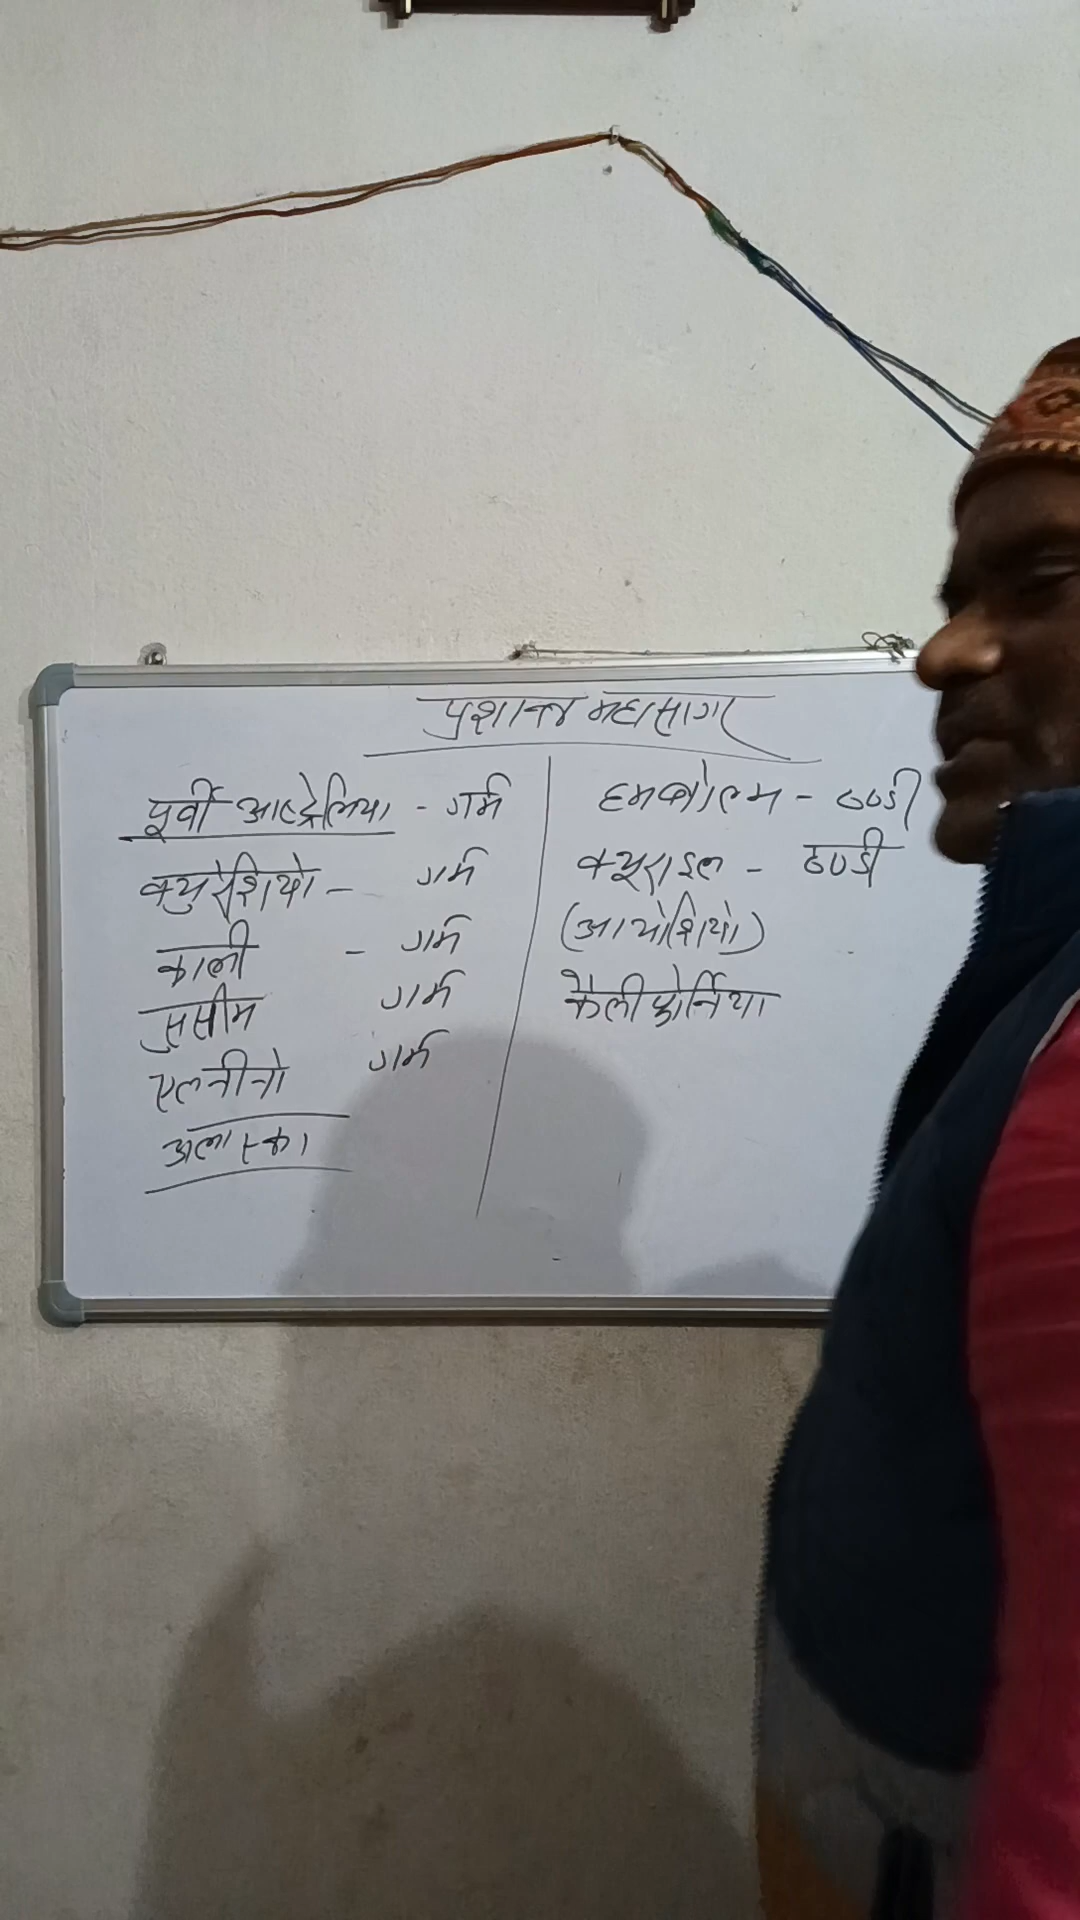 प्रशान्त महासागर
पूर्वी आस्ट्रेलिया - गर्म
क्युरोशियो - गर्म
काली - गर्म
सुसीम गर्म
एलनीनो गर्म
अलास्का
हमबोल्म - ठण्डी
क्यूराइल - ठण्डी
(आयोशियो)
कैलीफोर्निया